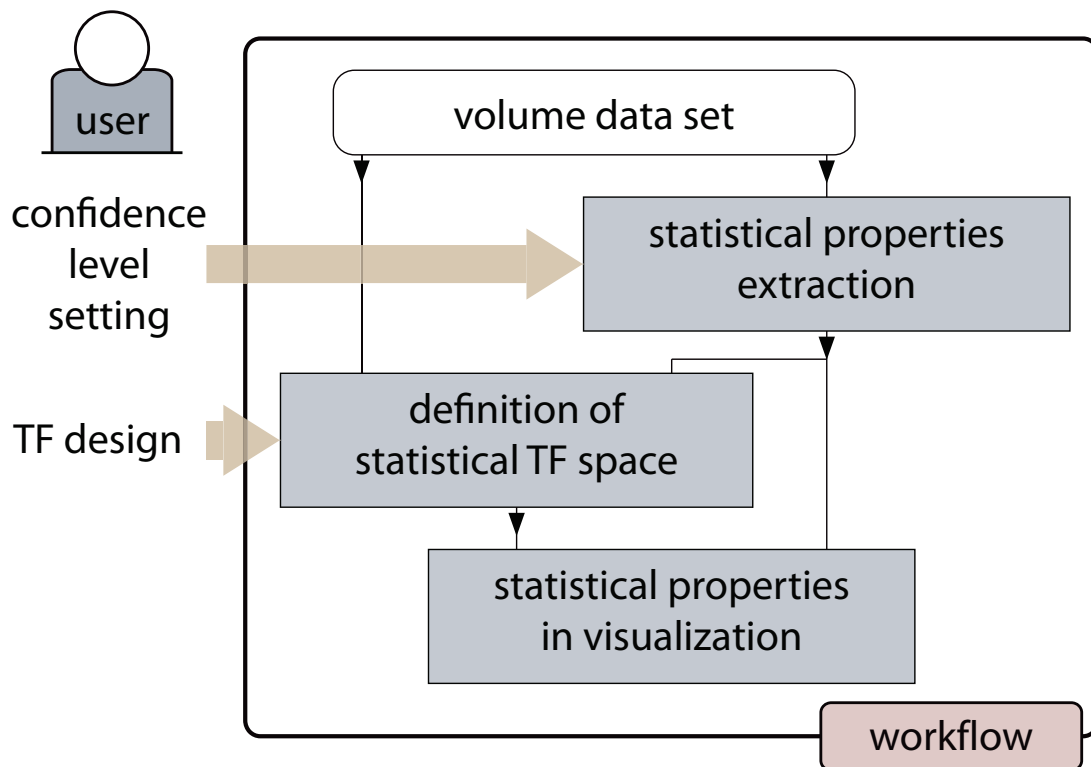 user
volume data set
confidence
level
setting
statistical properties
extraction
TF design
definition of
statistical TF space
statistical properties
in visualization
workflow